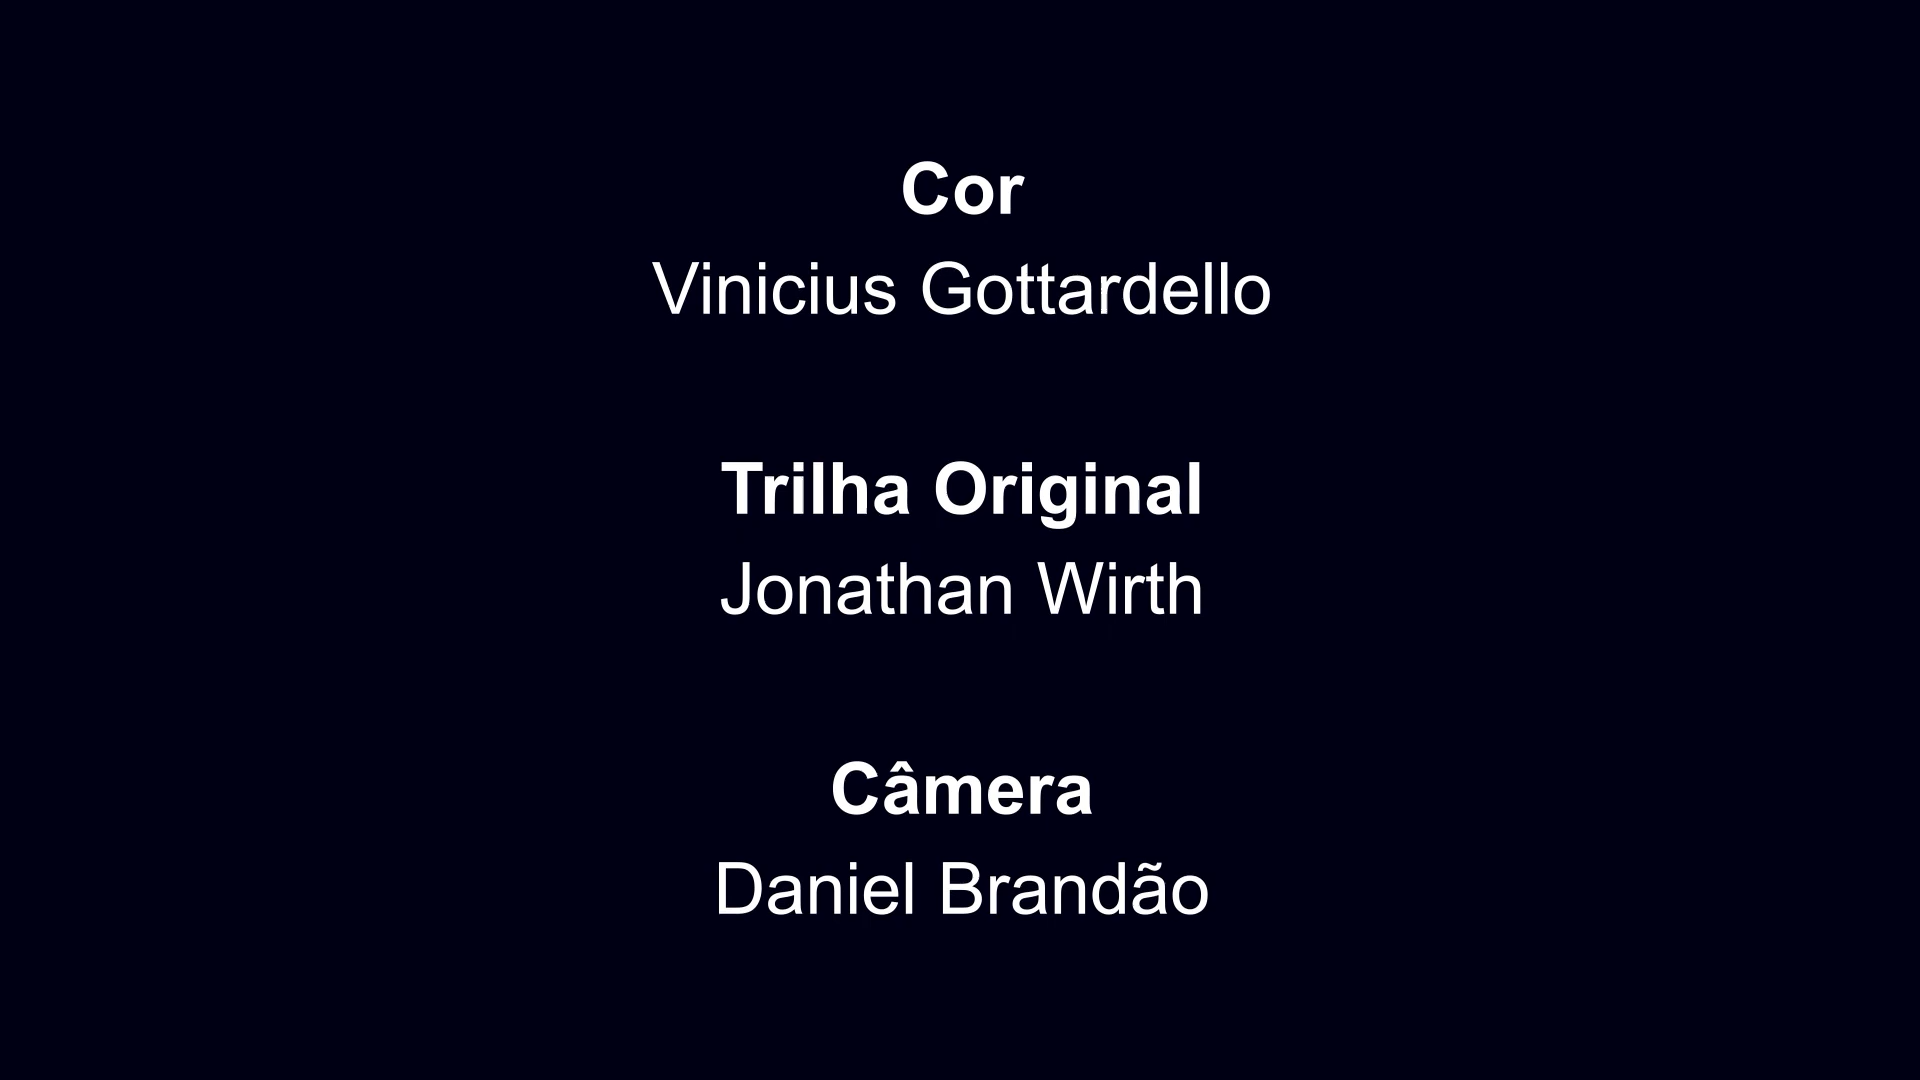 Cor
Vinicius Gottardello
Trilha Original
Jonathan Wirth
Câmera
Daniel Brandão